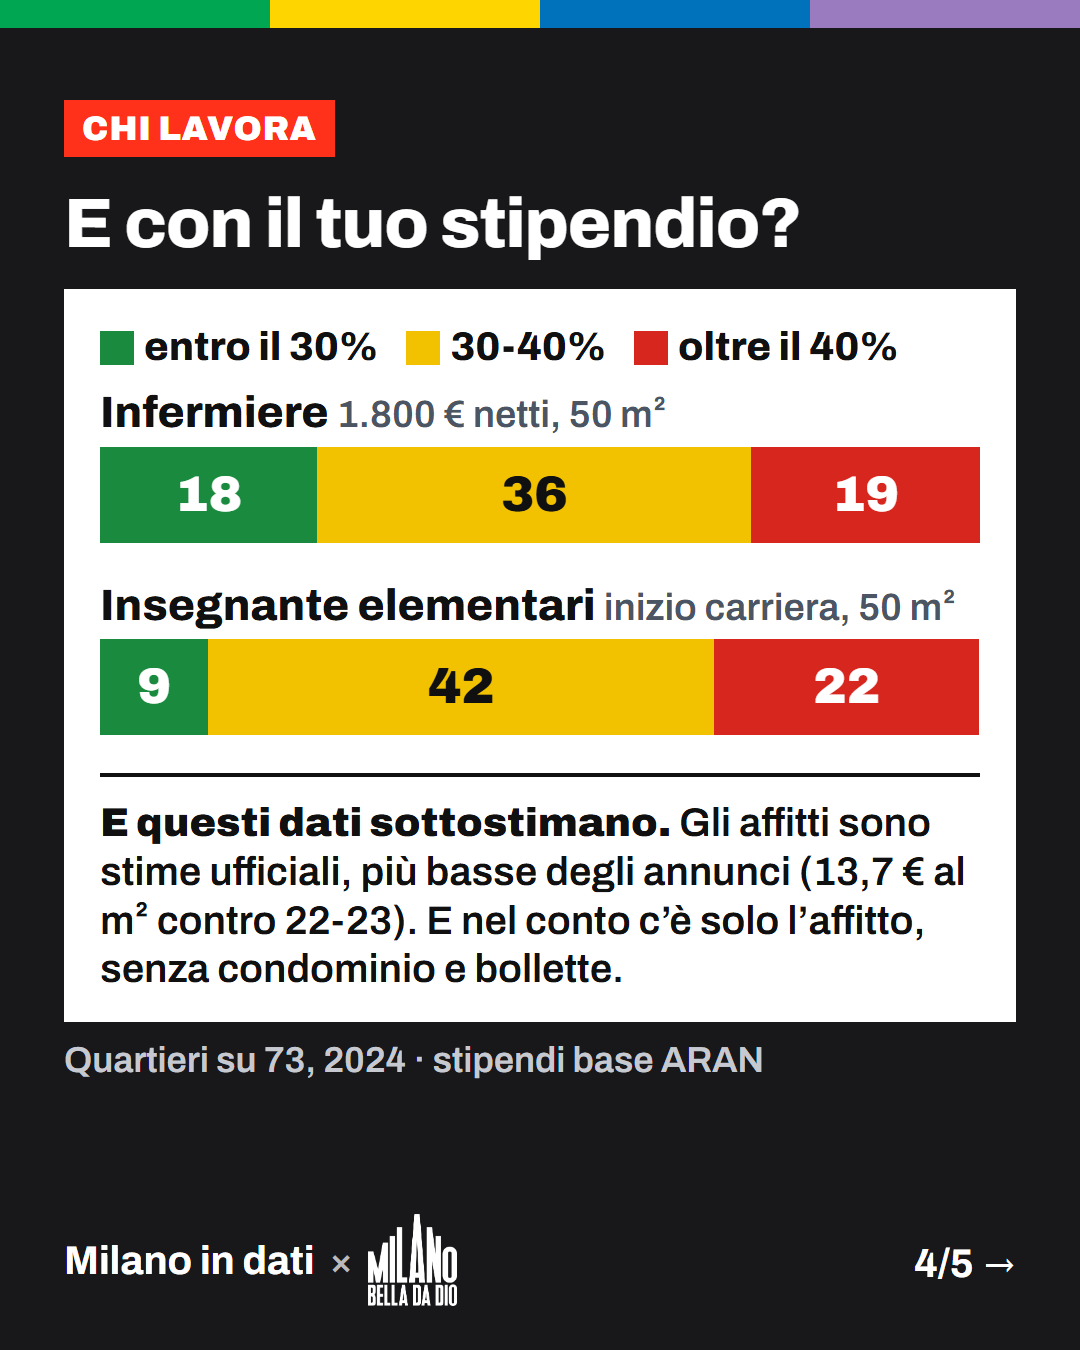 CHI LAVORA
E con il tuo stipendio?
entro il 30% 30-40% oltre il 40%
Infermiere 1.800 € netti, 50 m²
18 36 19
Insegnante elementari inizio carriera, 50 m²
9 42 22
E questi dati sottostimano. Gli affitti sono
stime ufficiali, più basse degli annunci (13,7 € al
m² contro 22-23). E nel conto c’è solo l’affitto,
senza condominio e bollette.
Quartieri su 73, 2024 · stipendi base ARAN
Milano in dati × MILANO
BELLA DA DIO
4/5 →